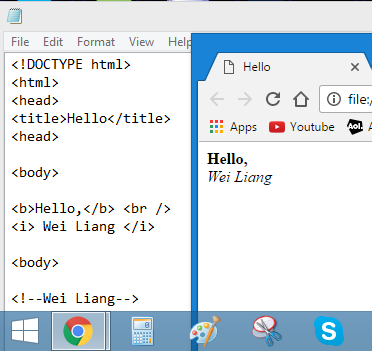 File Edit Format View Help
<!DOCTYPE html>
<html>
<head>
<title>Hello</title>
<head>
<body>
<b>Hello,</b> <br />
<i> Wei Liang </i>
<body>
<!--Wei Liang-->
Hello
file:/
Apps Youtube Aol.
Hello,
Wei Liang